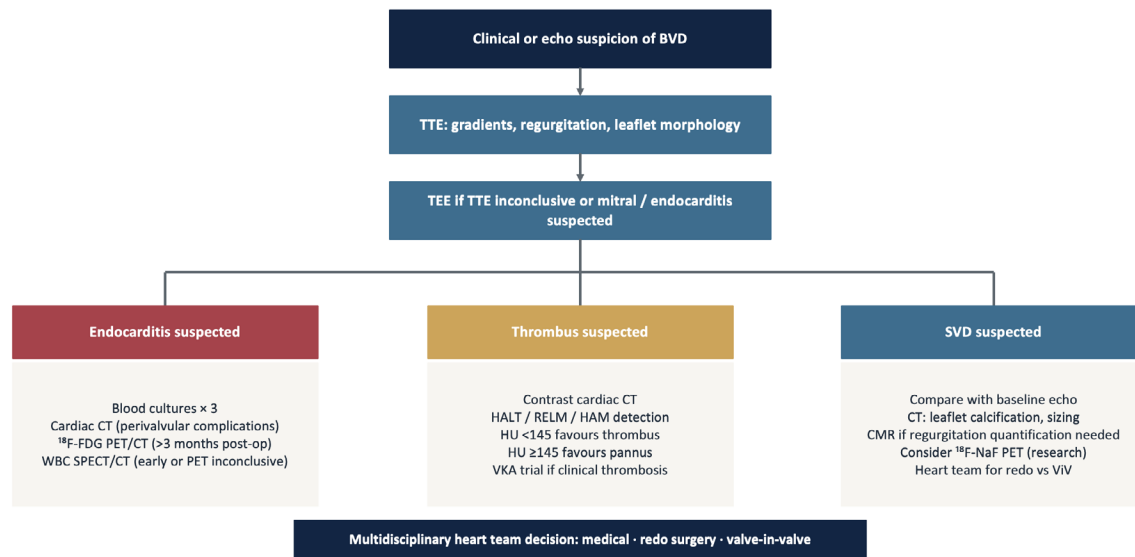 Clinical or echo suspicion of BVD
TTE: gradients, regurgitation, leaflet morphology
TEE if TTE inconclusive or mitral / endocarditis
suspected
Endocarditis suspected
Blood cultures × 3
Cardiac CT (perivalvular complications)
¹⁸F-FDG PET/CT (>3 months post-op)
WBC SPECT/CT (early or PET inconclusive)
Thrombus suspected
Contrast cardiac CT
HALT / RELM / HAM detection
HU <145 favours thrombus
HU ≥145 favours pannus
VKA trial if clinical thrombosis
SVD suspected
Compare with baseline echo
CT: leaflet calcification, sizing
CMR if regurgitation quantification needed
Consider ¹⁸F-NaF PET (research)
Heart team for redo vs ViV
Multidisciplinary heart team decision: medical · redo surgery · valve-in-valve